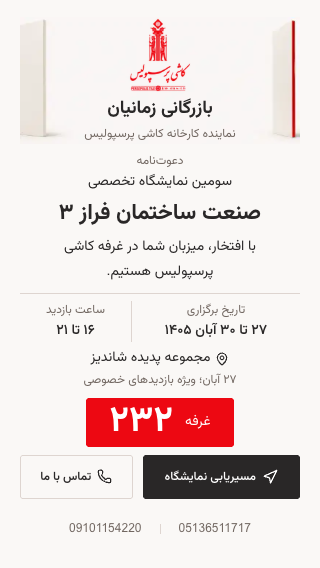 کاشی پرسپولیس
PERSEPOLIS TILE
بازرگانی زمانیان
نماینده کارخانه کاشی پرسپولیس
دعوت‌نامه
سومین نمایشگاه تخصصی
صنعت ساختمان فراز ۳
با افتخار، میزبان شما در غرفه کاشی
پرسپولیس هستیم.
تاریخ برگزاری
۲۷ تا ۳۰ آبان ۱۴۰۵
ساعت بازدید
۱۶ تا ۲۱
مجموعه پدیده شاندیز
۲۷ آبان؛ ویژه بازدیدهای خصوصی
غرفه ۲۳۲
مسیریابی نمایشگاه
تماس با ما
05136511717
09101154220